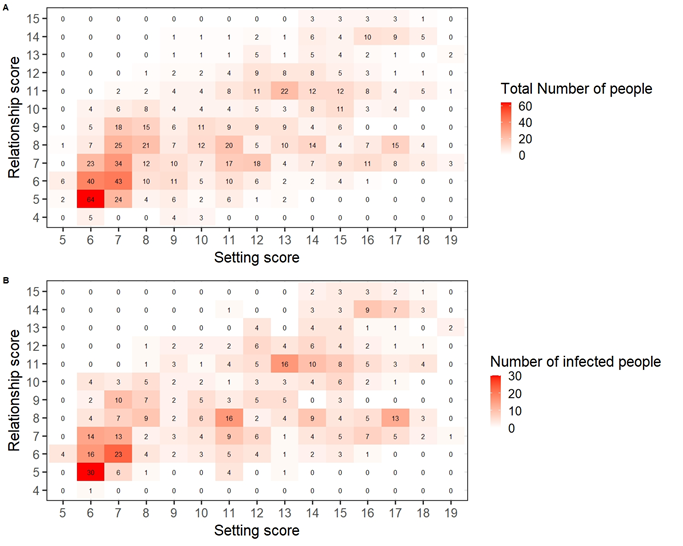 A
15 0 0 0 0 0 0 0 0 0 3 3 3 3 1 0
14 0 0 0 0 1 1 1 2 1 6 4 10 9 5 0
13 0 0 0 0 1 1 1 5 1 5 4 2 1 0 2
12 0 0 0 1 2 2 4 9 8 8 5 3 1 1 0
11 0 0 2 2 4 4 8 11 22 12 12 8 4 5 1
10 0 4 6 8 4 4 4 5 3 8 11 3 4 0 0
9 0 5 18 15 6 11 9 9 9 4 6 0 0 0 0
8 1 7 25 21 7 12 20 5 10 14 4 7 15 4 0
7 0 23 34 12 10 7 17 18 4 7 9 11 8 6 3
6 6 40 43 10 11 5 10 6 2 2 4 1 0 0 0
5 2 64 24 4 6 2 6 1 2 0 0 0 0 0 0
4 0 5 0 0 4 3 0 0 0 0 0 0 0 0 0
5 6 7 8 9 10 11 12 13 14 15 16 17 18 19
Relationship score
Setting score
Total Number of people
60
40
20
0
B
15 0 0 0 0 0 0 0 0 0 2 3 3 2 1 0
14 0 0 0 0 0 0 1 0 0 3 3 9 7 3 0
13 0 0 0 0 0 0 0 4 0 4 4 1 1 0 2
12 0 0 0 1 2 2 2 6 4 6 4 1 1 0 0
11 0 0 0 1 3 1 4 5 16 10 8 5 3 4 0
10 0 4 3 5 2 2 1 3 3 4 6 2 1 0 0
9 0 2 10 7 2 5 5 3 5 0 3 0 0 0 0
8 0 4 7 9 2 6 16 2 4 9 4 5 13 3 0
7 0 14 13 2 3 4 9 6 1 4 5 7 5 2 1
6 4 16 23 4 2 3 5 4 1 2 3 1 0 0 0
5 0 30 6 1 0 0 4 0 1 0 0 0 0 0 0
4 0 1 0 0 0 0 0 0 0 0 0 0 0 0 0
5 6 7 8 9 10 11 12 13 14 15 16 17 18 19
Relationship score
Setting score
Number of infected people
30
20
10
0